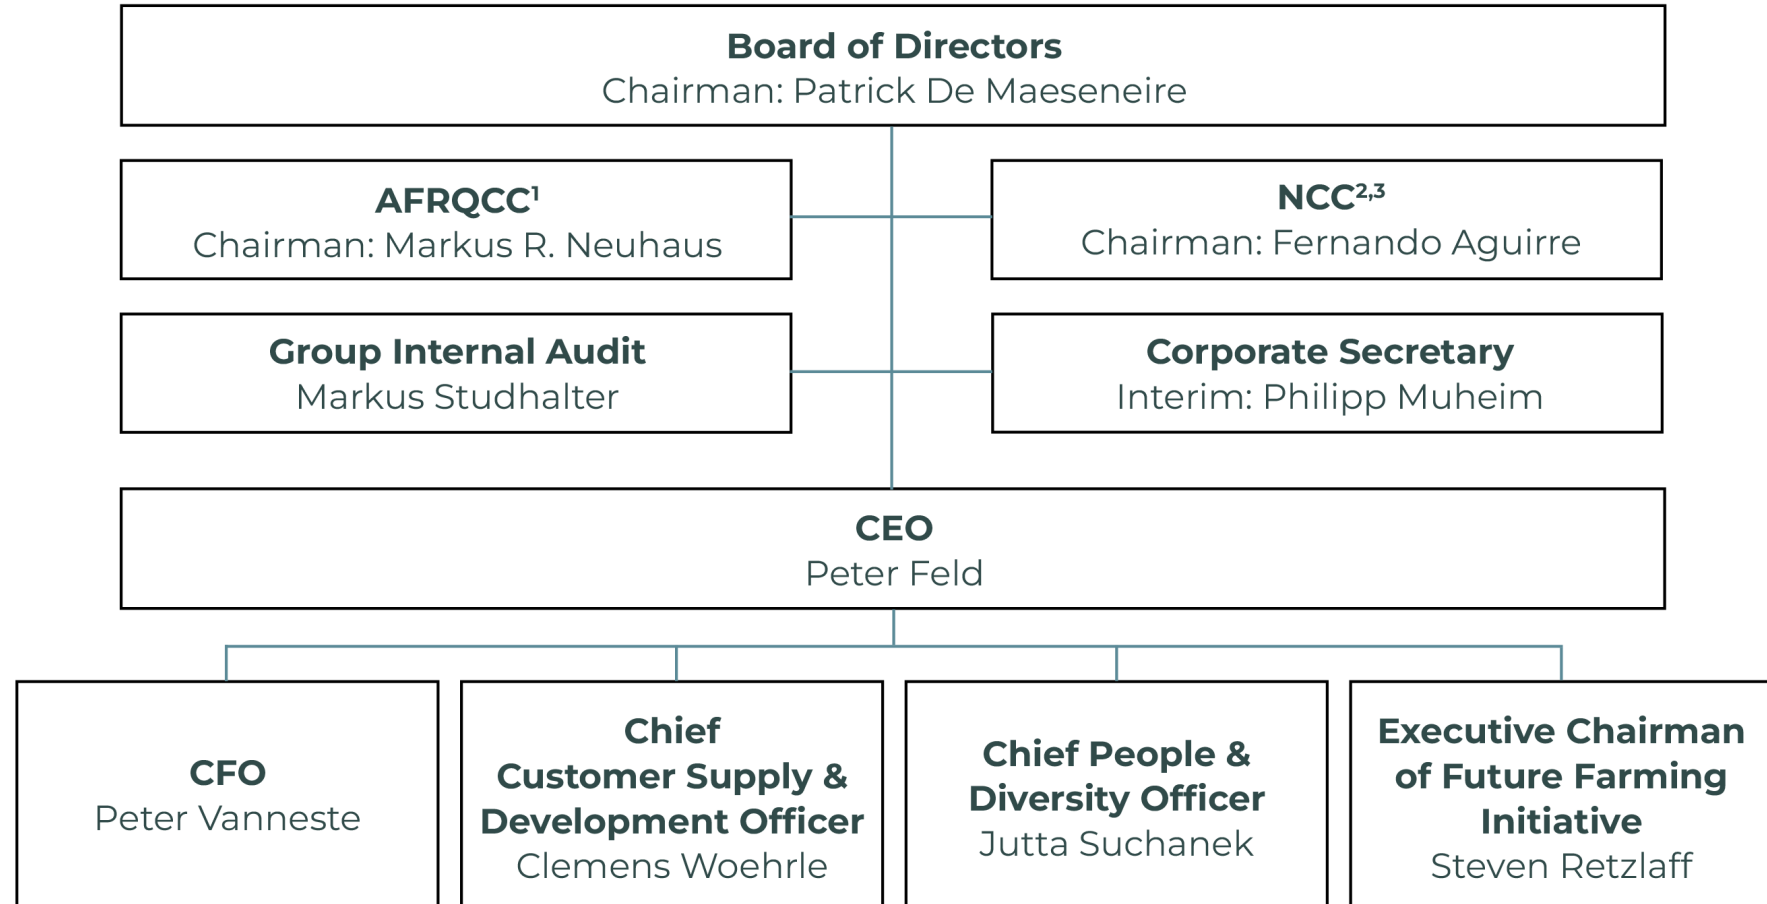 Board of Directors
Chairman: Patrick De Maeseneire
AFRQCC¹
Chairman: Markus R. Neuhaus
NCC²,³
Chairman: Fernando Aguirre
Group Internal Audit
Markus Studhalter
Corporate Secretary
Interim: Philipp Muheim
CEO
Peter Feld
CFO
Peter Vanneste
Chief
Customer Supply &
Development Officer
Clemens Woehrle
Chief People &
Diversity Officer
Jutta Suchanek
Executive Chairman
of Future Farming
Initiative
Steven Retzlaff